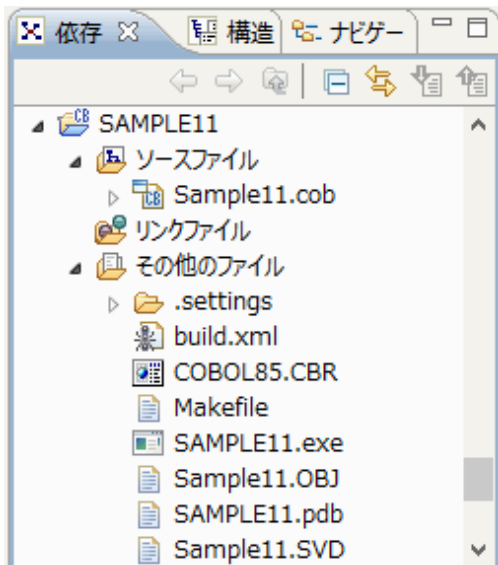 依存 構造 ナビゲー
SAMPLE11
ソースファイル
Sample11.cob
リンクファイル
その他のファイル
.settings
build.xml
COBOL85.CBR
Makefile
SAMPLE11.exe
Sample11.OBJ
SAMPLE11.pdb
Sample11.SVD